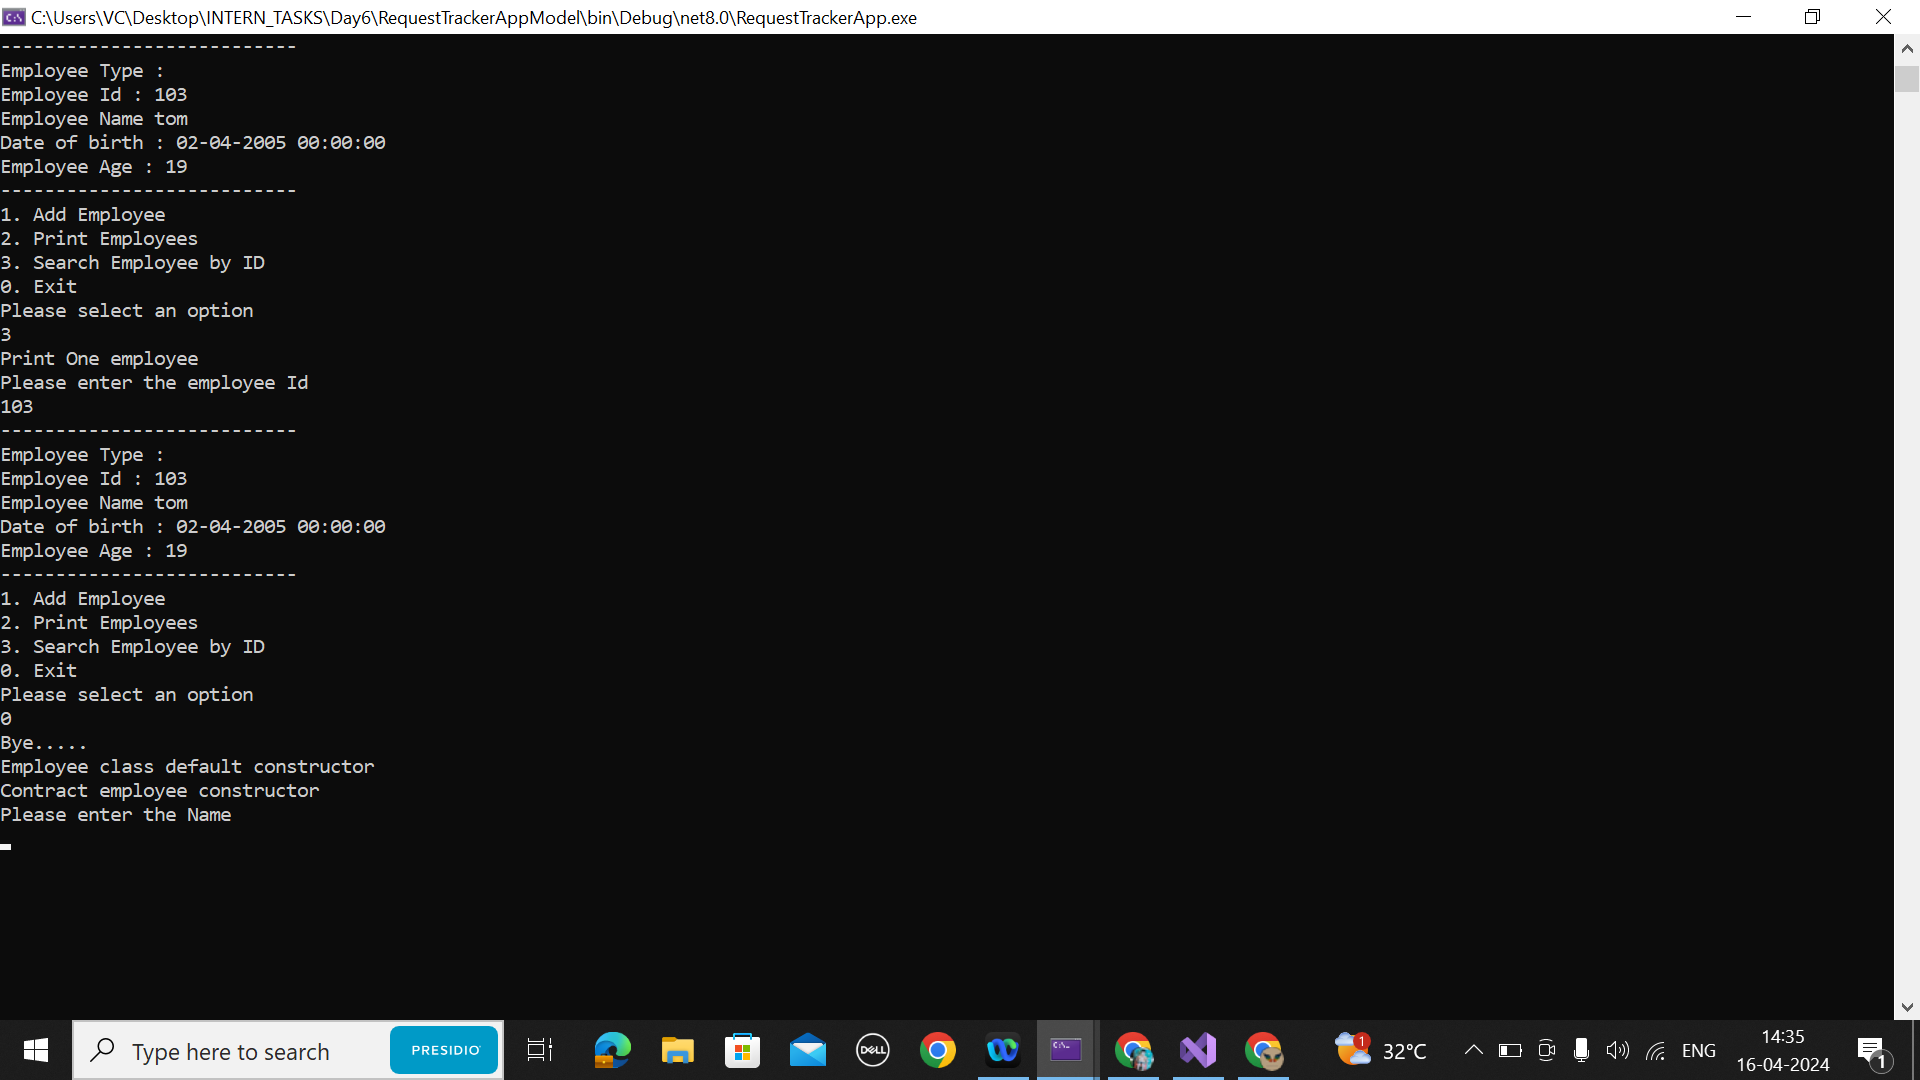 C:\Users\VC\Desktop\INTERN_TASKS\Day6\RequestTrackerAppModel\bin\Debug\net8.0\RequestTrackerApp.exe
---------------------------
Employee Type :
Employee Id : 103
Employee Name tom
Date of birth : 02-04-2005 00:00:00
Employee Age : 19
---------------------------
1. Add Employee
2. Print Employees
3. Search Employee by ID
0. Exit
Please select an option
3
Print One employee
Please enter the employee Id
103
---------------------------
Employee Type :
Employee Id : 103
Employee Name tom
Date of birth : 02-04-2005 00:00:00
Employee Age : 19
---------------------------
1. Add Employee
2. Print Employees
3. Search Employee by ID
0. Exit
Please select an option
0
Bye.....
Employee class default constructor
Contract employee constructor
Please enter the Name
Type here to search
PRESIDIO
DELL
1
32°C
ENG
14:35
16-04-2024
1